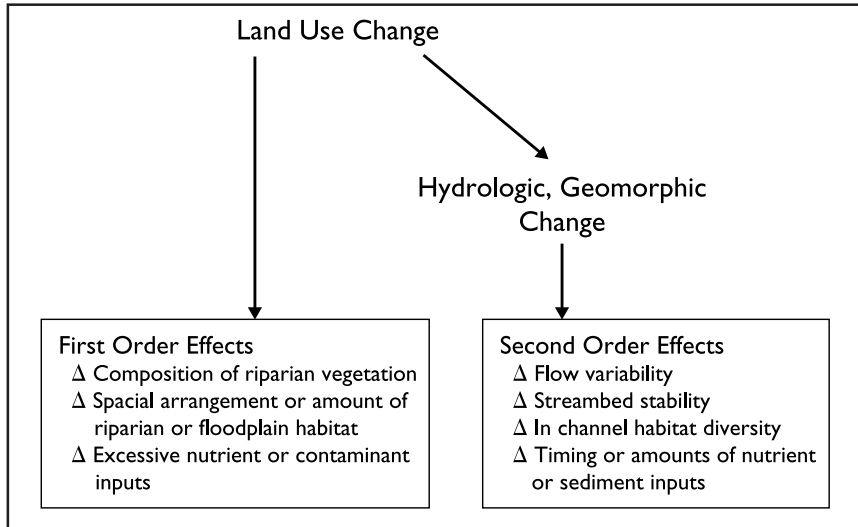 Land Use Change
Hydrologic, Geomorphic
Change
First Order Effects
Δ Composition of riparian vegetation
Δ Spacial arrangement or amount of
riparian or floodplain habitat
Δ Excessive nutrient or contaminant
inputs
Second Order Effects
Δ Flow variability
Δ Streambed stability
Δ In channel habitat diversity
Δ Timing or amounts of nutrient
or sediment inputs